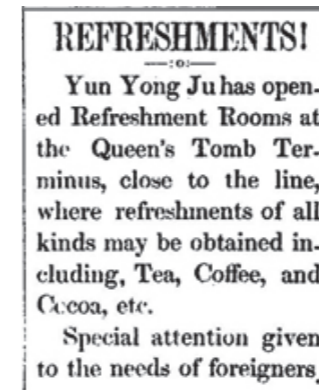 REFRESHMENTS!
—:o:—
Yun Yong Ju has open-
ed Refreshment Rooms at
the Queen's Tomb Ter-
minus, close to the line,
where refreshments of all
kinds may be obtained in-
cluding, Tea, Coffee, and
Cocoa, etc.
Special attention given
to the needs of foreigners.